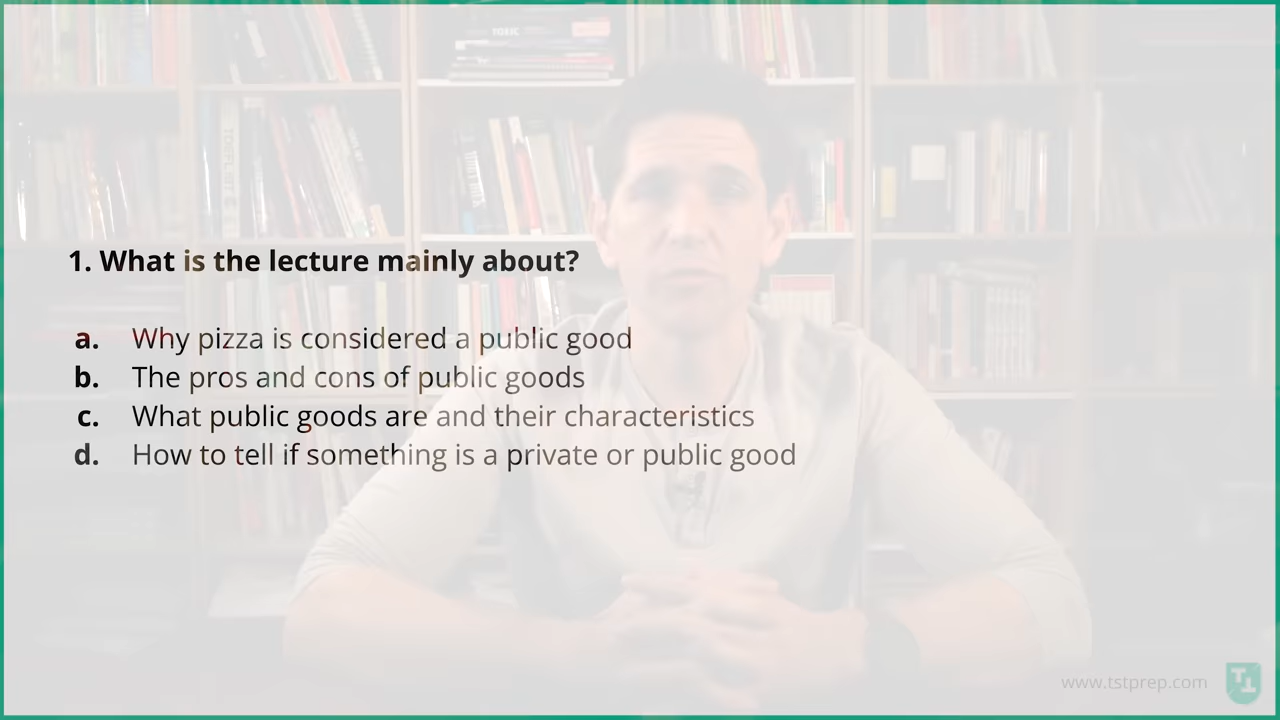 1. What is the lecture mainly about?
a. Why pizza is considered a public good
b. The pros and cons of public goods
c. What public goods are and their characteristics
d. How to tell if something is a private or public good
www.tstprep.com